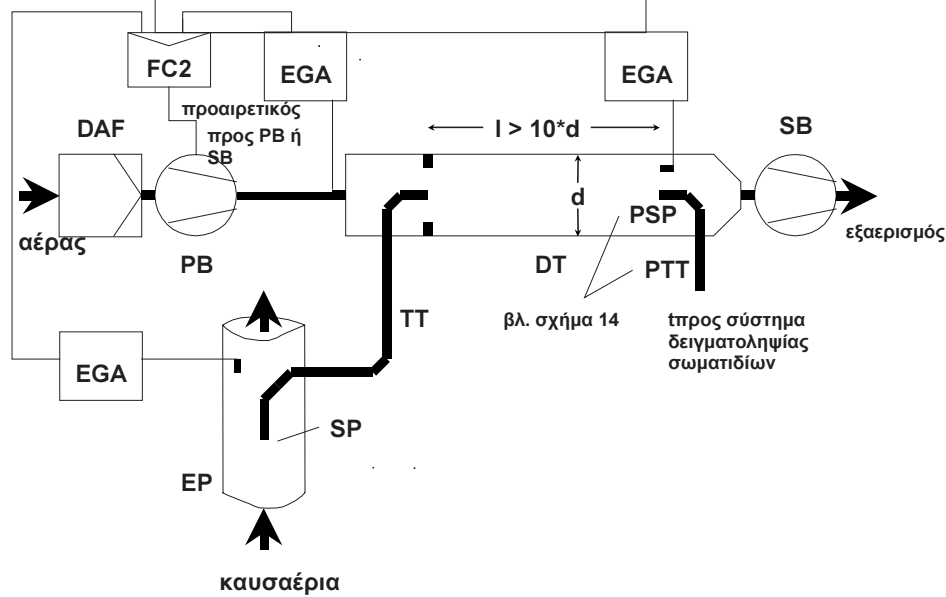 FC2
EGA
EGA
προαιρετικός
προς PB ή
SB
DAF
l > 10*d
SB
d
αέρας
PB
PSP
DT
PTT
εξαερισμός
TT
βλ. σχήμα 14
tπρος σύστημα
δειγματοληψίας
σωματιδίων
EGA
SP
EP
καυσαέρια